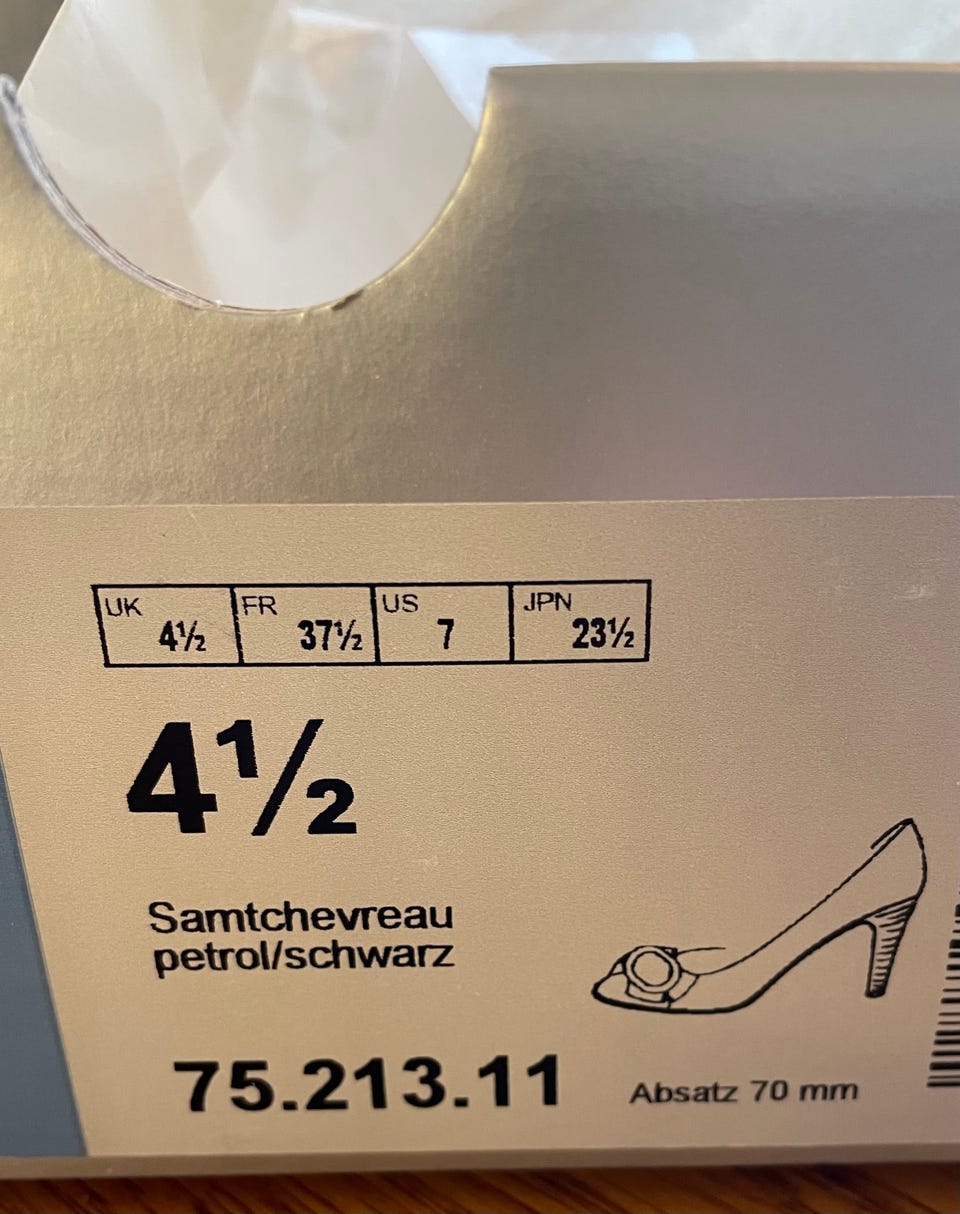 UK FR US JPN
4½ 37½ 7 23½
4½
Samtchevreau
petrol/schwarz
75.213.11
Absatz 70 mm